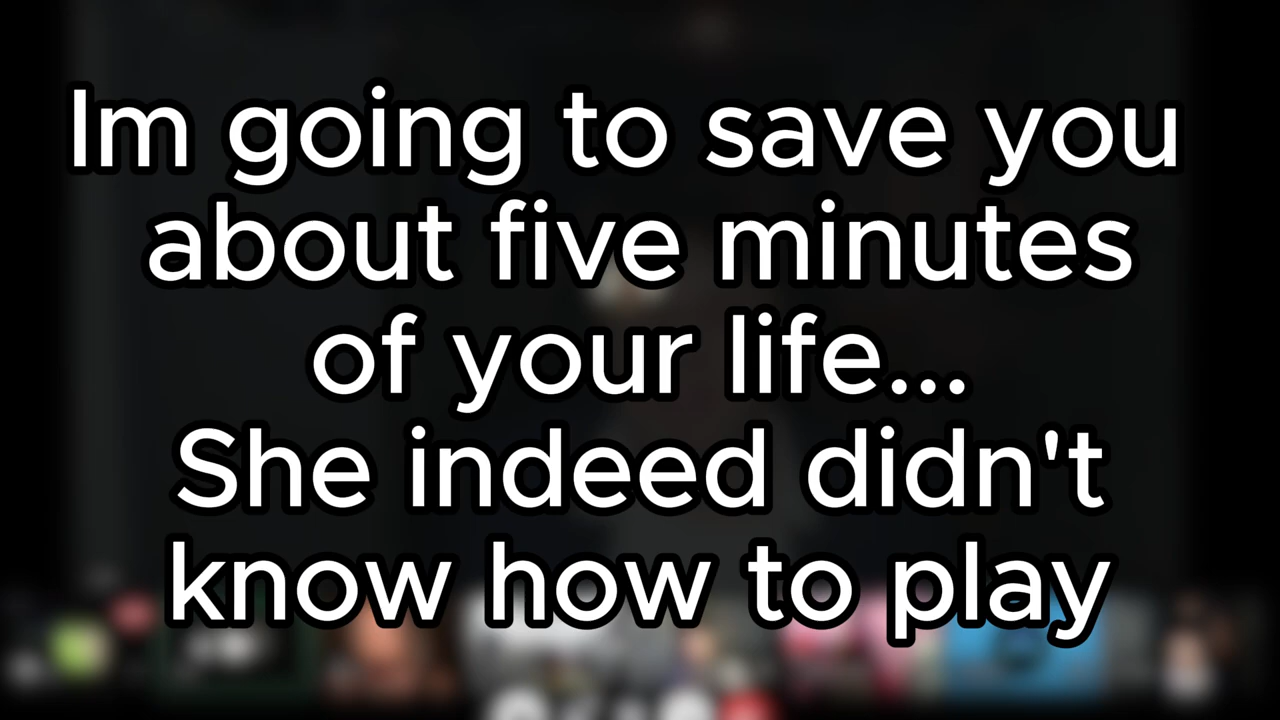 Im going to save you
about five minutes
of your life...
She indeed didn't
know how to play